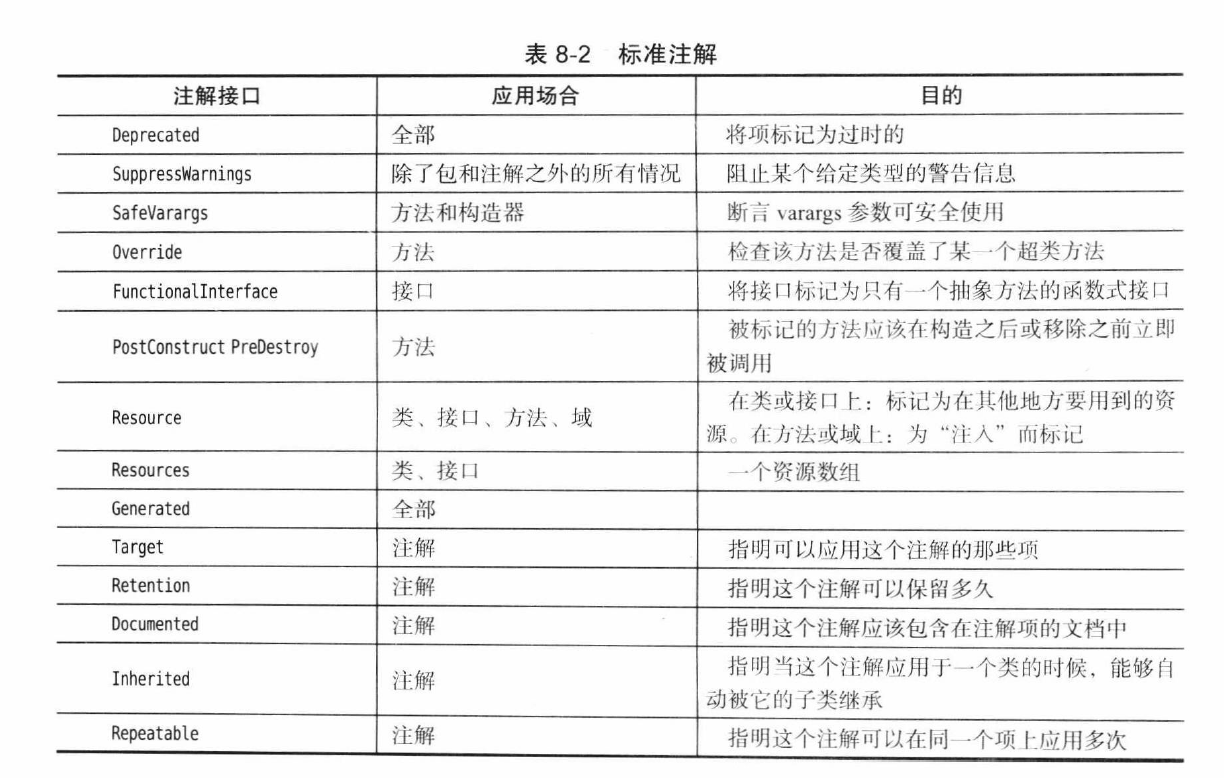 表 8-2 标准注解
注解接口 应用场合 目的
Deprecated 全部 将项标记为过时的
SuppressWarnings 除了包和注解之外的所有情况 阻止某个给定类型的警告信息
SafeVarargs 方法和构造器 断言 varargs 参数可安全使用
Override 方法 检查该方法是否覆盖了某一个超类方法
FunctionalInterface 接口 将接口标记为只有一个抽象方法的函数式接口
PostConstruct PreDestroy 方法 被标记的方法应该在构造之后或移除之前立即
被调用
Resource 类、接口、方法、域 在类或接口上：标记为在其他地方要用到的资
源。在方法或域上：为“注入”而标记
Resources 类、接口 一个资源数组
Generated 全部
Target 注解 指明可以应用这个注解的那些项
Retention 注解 指明这个注解可以保留多久
Documented 注解 指明这个注解应该包含在注解项的文档中
Inherited 注解 指明当这个注解应用于一个类的时候，能够自
动被它的子类继承
Repeatable 注解 指明这个注解可以在同一个项上应用多次